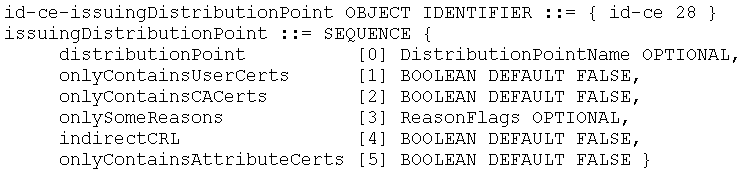 id-ce-issuingDistributionPoint OBJECT IDENTIFIER ::= { id-ce 28 }
issuingDistributionPoint ::= SEQUENCE {
     distributionPoint          [0] DistributionPointName OPTIONAL,
     onlyContainsUserCerts      [1] BOOLEAN DEFAULT FALSE,
     onlyContainsCACerts        [2] BOOLEAN DEFAULT FALSE,
     onlySomeReasons            [3] ReasonFlags OPTIONAL,
     indirectCRL                [4] BOOLEAN DEFAULT FALSE,
     onlyContainsAttributeCerts [5] BOOLEAN DEFAULT FALSE }